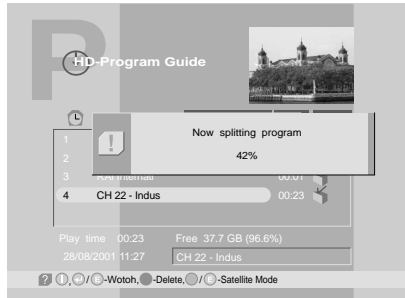 HD-Program Guide
Now splitting program
42%
1
2
3 RAI Internati 00:01
4 CH 22 - Indus 00:23
Play time 00:23 Free 37.7 GB (96.6%)
28/08/2001 11:27 CH 22 - Indus
-Wotoh, -Delete, / -Satellite Mode